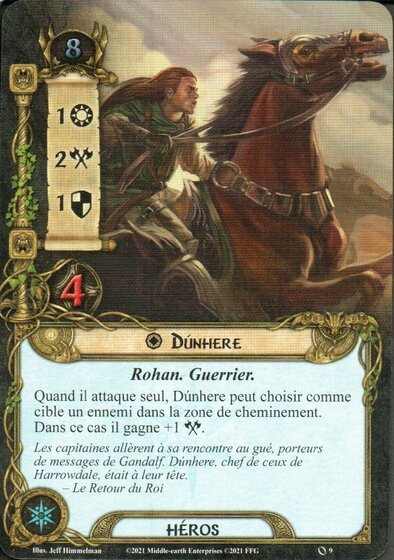 8
1
2
1
4
Dúnhere
Rohan. Guerrier.
Quand il attaque seul, Dúnhere peut choisir comme
cible un ennemi dans la zone de cheminement.
Dans ce cas il gagne +1 .
Les capitaines allèrent à sa rencontre au gué, porteurs
de messages de Gandalf. Dúnhere, chef de ceux de
Harrowdale, était à leur tête.
– Le Retour du Roi
HÉROS
Illus. Jeff Himmelman ©2021 Middle-earth Enterprises ©2021 FFG 9